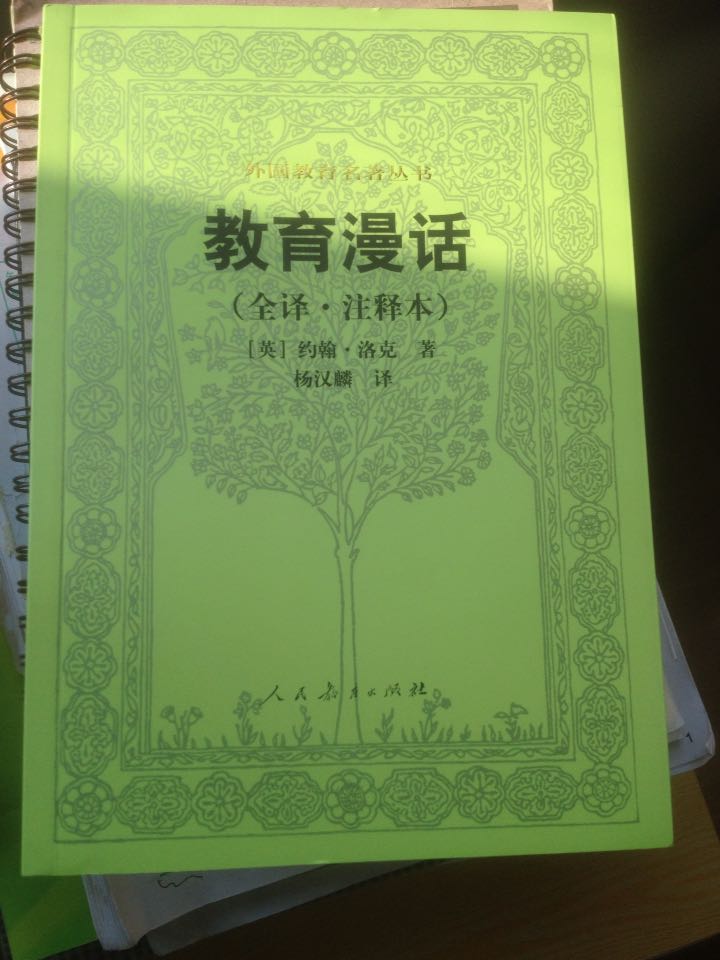 外国教育名著丛书
教育漫话
（全译·注释本）
［英］约翰·洛克 著
杨汉麟 译
人民教育出版社
1